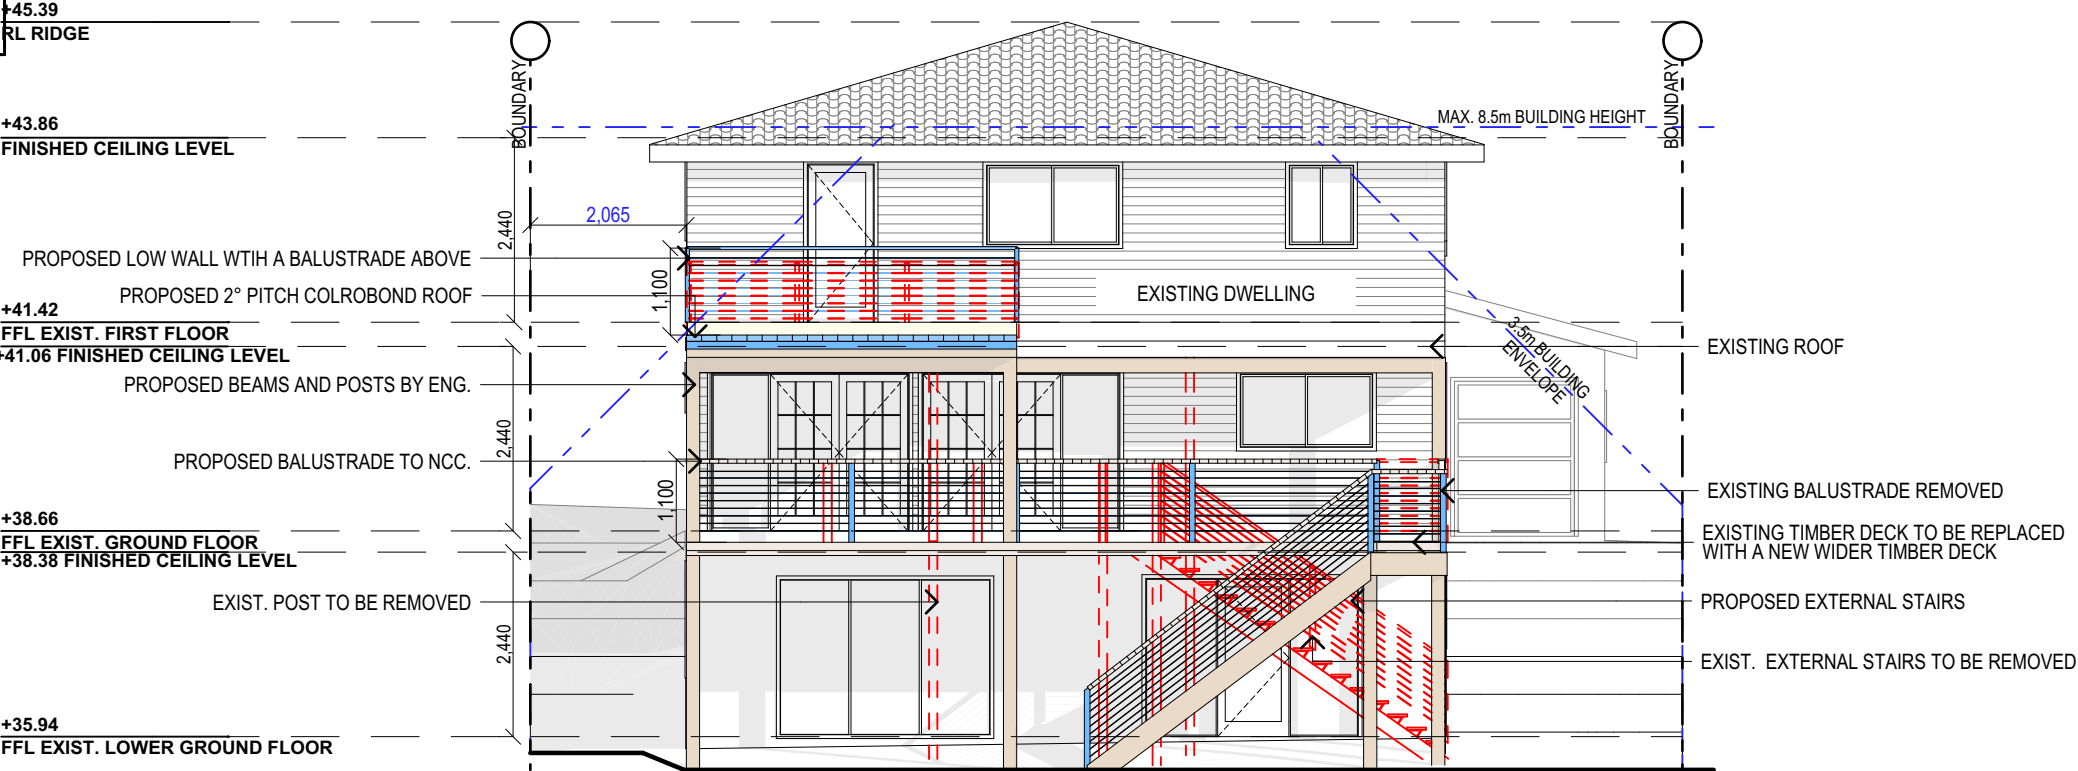 +45.39
RL RIDGE
BOUNDARY
BOUNDARY
MAX. 8.5m BUILDING HEIGHT
+43.86
FINISHED CEILING LEVEL
2,440
2,065
PROPOSED LOW WALL WTIH A BALUSTRADE ABOVE
PROPOSED 2° PITCH COLROBOND ROOF
1,100
EXISTING DWELLING
+41.42
FFL EXIST. FIRST FLOOR
+41.06 FINISHED CEILING LEVEL
3.5m BUILDING
ENVELOPE
EXISTING ROOF
PROPOSED BEAMS AND POSTS BY ENG.
2,440
PROPOSED BALUSTRADE TO NCC.
1,100
EXISTING BALUSTRADE REMOVED
+38.66
FFL EXIST. GROUND FLOOR
+38.38 FINISHED CEILING LEVEL
EXISTING TIMBER DECK TO BE REPLACED
WITH A NEW WIDER TIMBER DECK
EXIST. POST TO BE REMOVED
PROPOSED EXTERNAL STAIRS
2,440
EXIST. EXTERNAL STAIRS TO BE REMOVED
+35.94
FFL EXIST. LOWER GROUND FLOOR